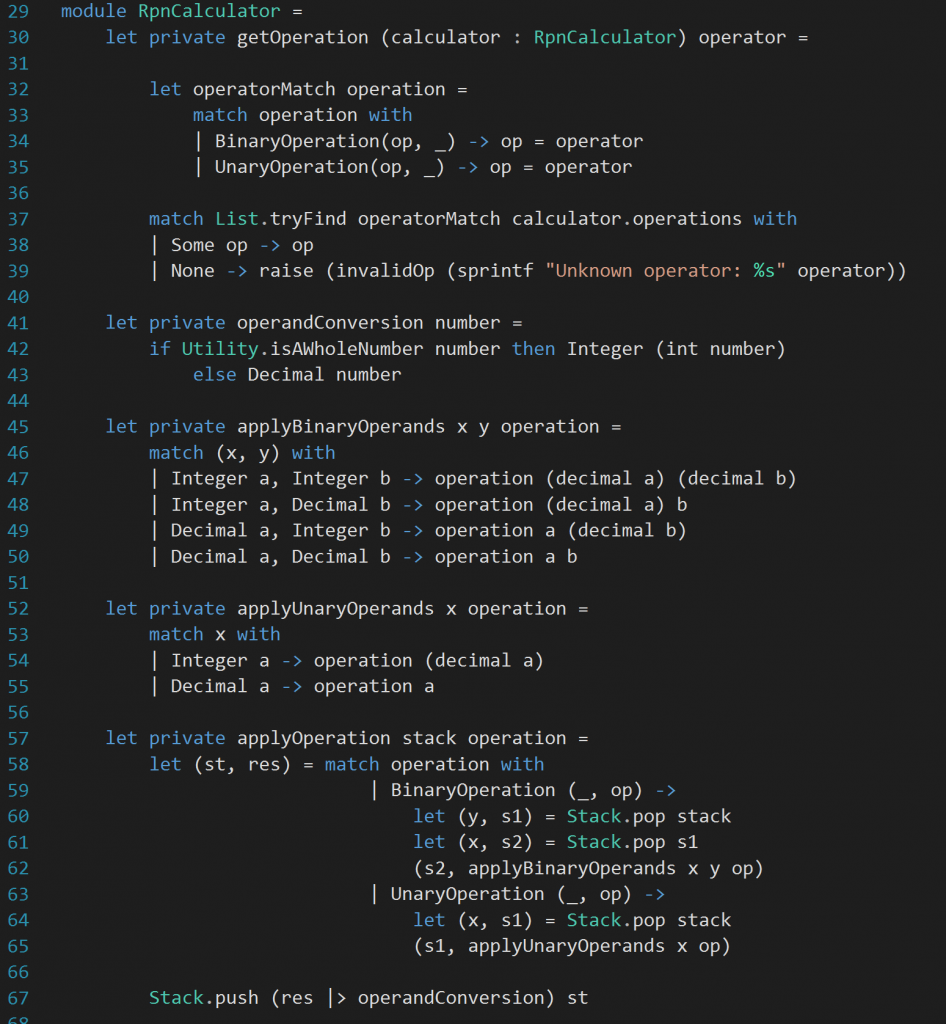 29 module RpnCalculator =
30     let private getOperation (calculator : RpnCalculator) operator =
31
32         let operatorMatch operation =
33             match operation with
34             | BinaryOperation(op, _) -> op = operator
35             | UnaryOperation(op, _) -> op = operator
36
37         match List.tryFind operatorMatch calculator.operations with
38         | Some op -> op
39         | None -> raise (invalidOp (sprintf "Unknown operator: %s" operator))
40
41     let private operandConversion number =
42         if Utility.isAWholeNumber number then Integer (int number)
43             else Decimal number
44
45     let private applyBinaryOperands x y operation =
46         match (x, y) with
47         | Integer a, Integer b -> operation (decimal a) (decimal b)
48         | Integer a, Decimal b -> operation (decimal a) b
49         | Decimal a, Integer b -> operation a (decimal b)
50         | Decimal a, Decimal b -> operation a b
51
52     let private applyUnaryOperands x operation =
53         match x with
54         | Integer a -> operation (decimal a)
55         | Decimal a -> operation a
56
57     let private applyOperation stack operation =
58         let (st, res) = match operation with
59                             | BinaryOperation (_, op) ->
60                                 let (y, s1) = Stack.pop stack
61                                 let (x, s2) = Stack.pop s1
62                                 (s2, applyBinaryOperands x y op)
63                             | UnaryOperation (_, op) ->
64                                 let (x, s1) = Stack.pop stack
65                                 (s1, applyUnaryOperands x op)
66
67         Stack.push (res |> operandConversion) st
68